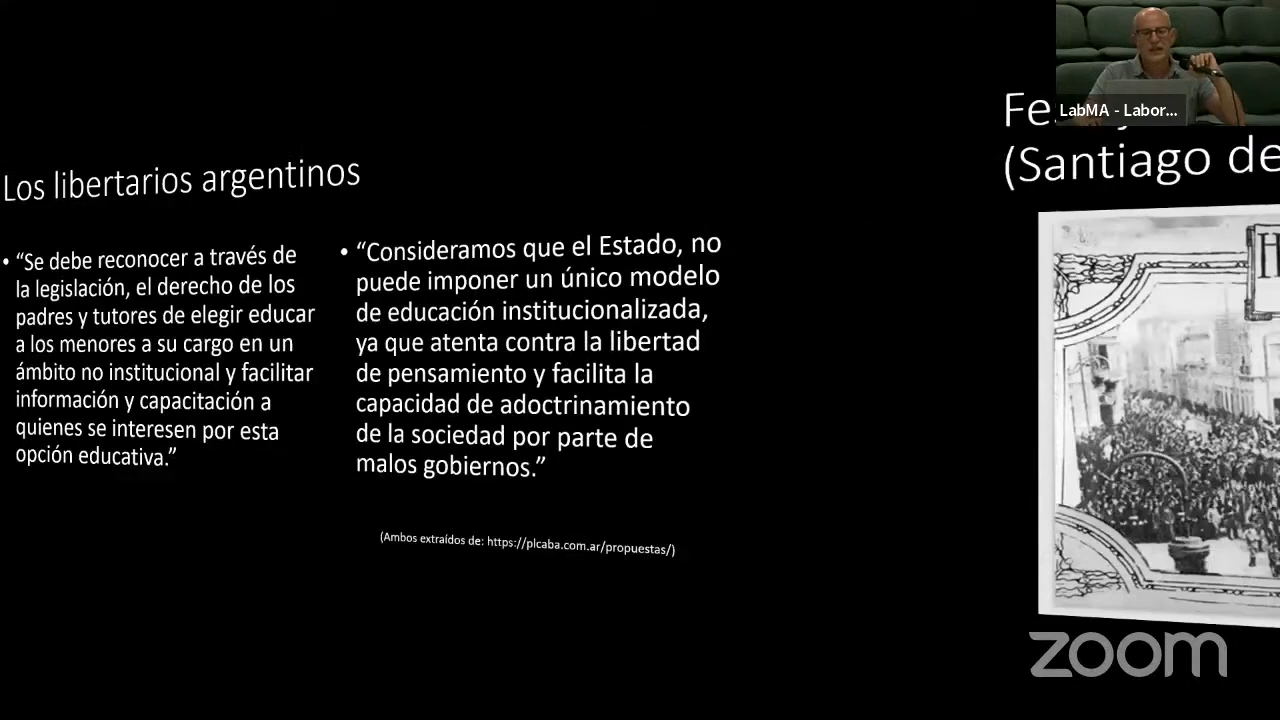 Los libertarios argentinos
• “Se debe reconocer a través de
la legislación, el derecho de los
padres y tutores de elegir educar
a los menores a su cargo en un
ámbito no institucional y facilitar
información y capacitación a
quienes se interesen por esta
opción educativa.”
• “Consideramos que el Estado, no
puede imponer un único modelo
de educación institucionalizada,
ya que atenta contra la libertad
de pensamiento y facilita la
capacidad de adoctrinamiento
de la sociedad por parte de
malos gobiernos.”
(Ambos extraídos de: https://plcaba.com.ar/propuestas/)
LabMA - Labor...
(Santiago de
zoom